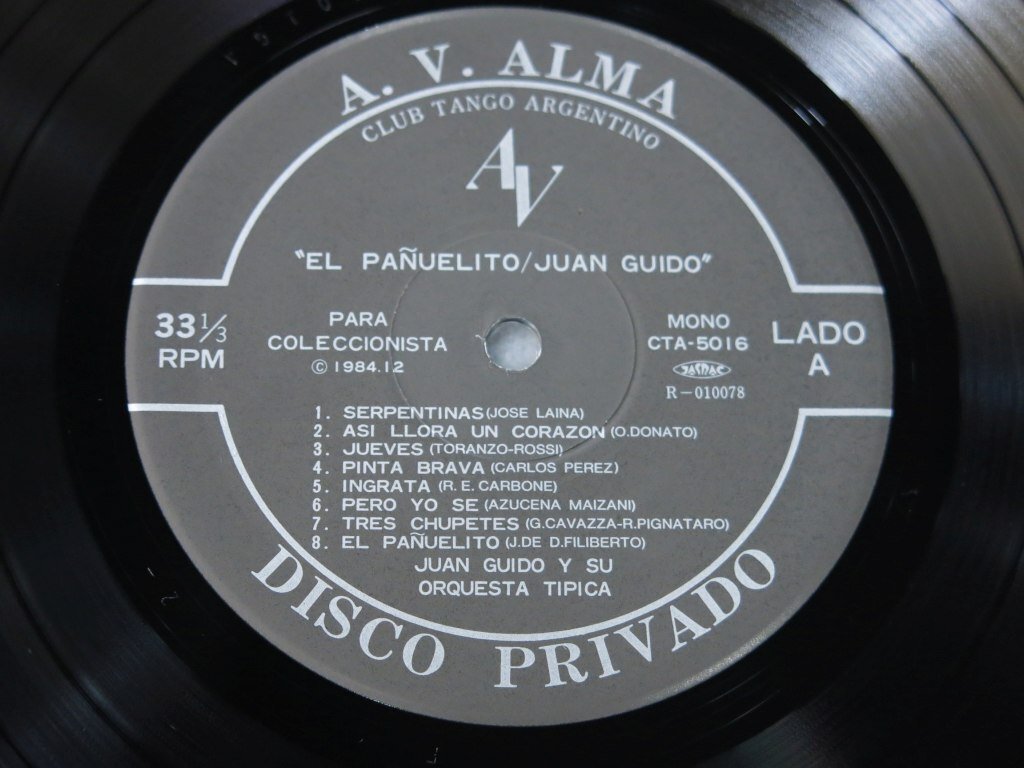 A. V. ALMA
CLUB TANGO ARGENTINO
AV
"EL PAÑUELITO/JUAN GUIDO"
33 1/3
RPM
PARA
COLECCIONISTA
© 1984.12
MONO
CTA-5016
JASRAC
R-010078
LADO
A
1. SERPENTINAS (JOSE LAINA)
2. ASI LLORA UN CORAZON (O.DONATO)
3. JUEVES (TORANZO-ROSSI)
4. PINTA BRAVA (CARLOS PEREZ)
5. INGRATA (R. E. CARBONE)
6. PERO YO SE (AZUCENA MAIZANI)
7. TRES CHUPETES (G.CAVAZZA-R.PIGNATARO)
8. EL PAÑUELITO (J.DE D.FILIBERTO)
JUAN GUIDO Y SU
ORQUESTA TIPICA
DISCO PRIVADO